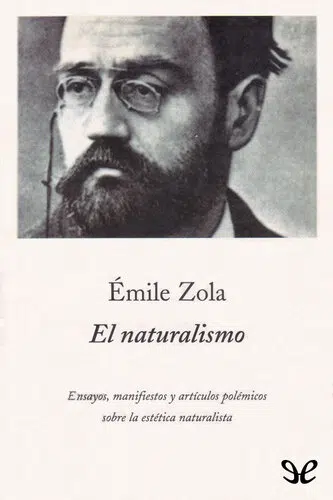 Émile Zola
El naturalismo
Ensayos, manifiestos y artículos polémicos
sobre la estética naturalista